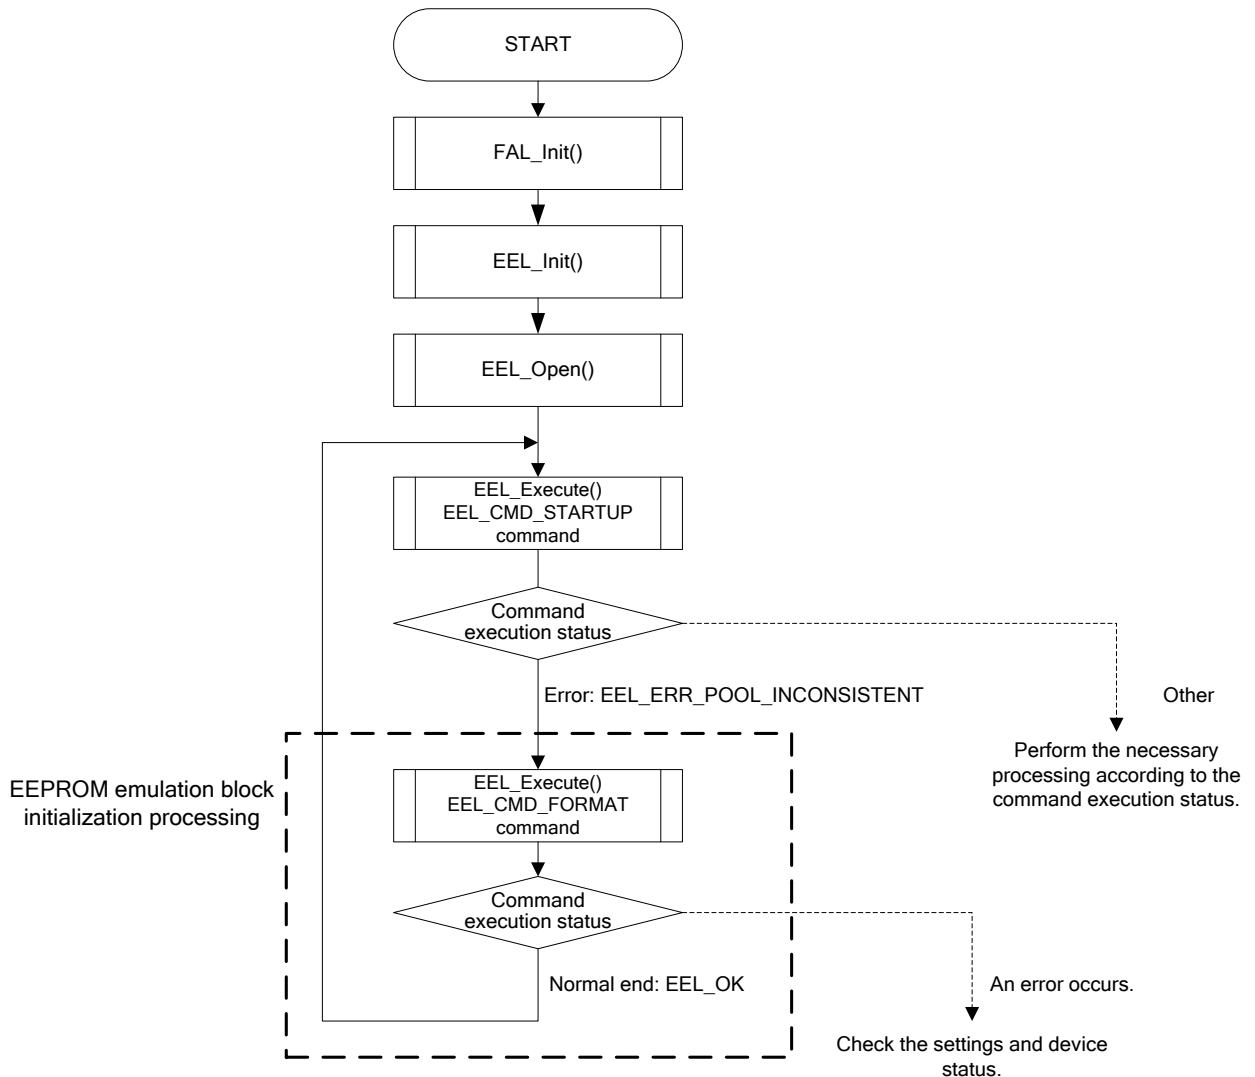 START
FAL_Init()
EEL_Init()
EEL_Open()
EEL_Execute()
EEL_CMD_STARTUP
command
Command
execution status
Error: EEL_ERR_POOL_INCONSISTENT
Other
Perform the necessary
processing according to the
command execution status.
EEPROM emulation block
initialization processing
EEL_Execute()
EEL_CMD_FORMAT
command
Command
execution status
Normal end: EEL_OK
An error occurs.
Check the settings and device
status.